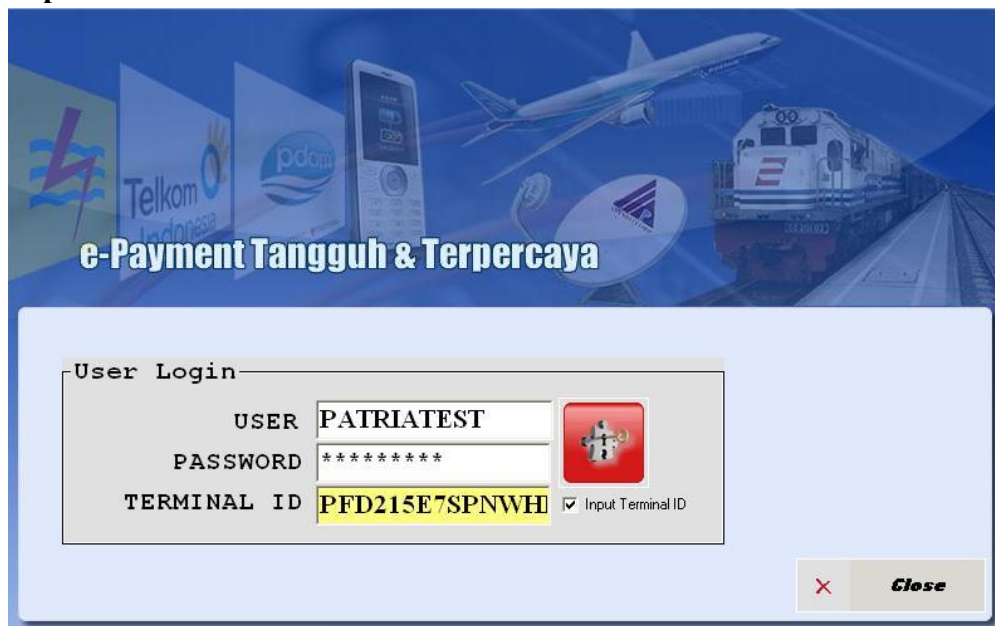 Telkom
Indonesia
pdam
e-Payment Tangguh & Terpercaya
User Login
USER PATRIATEST
PASSWORD *********
TERMINAL ID PFD215E7SPNWH
Input Terminal ID
Close